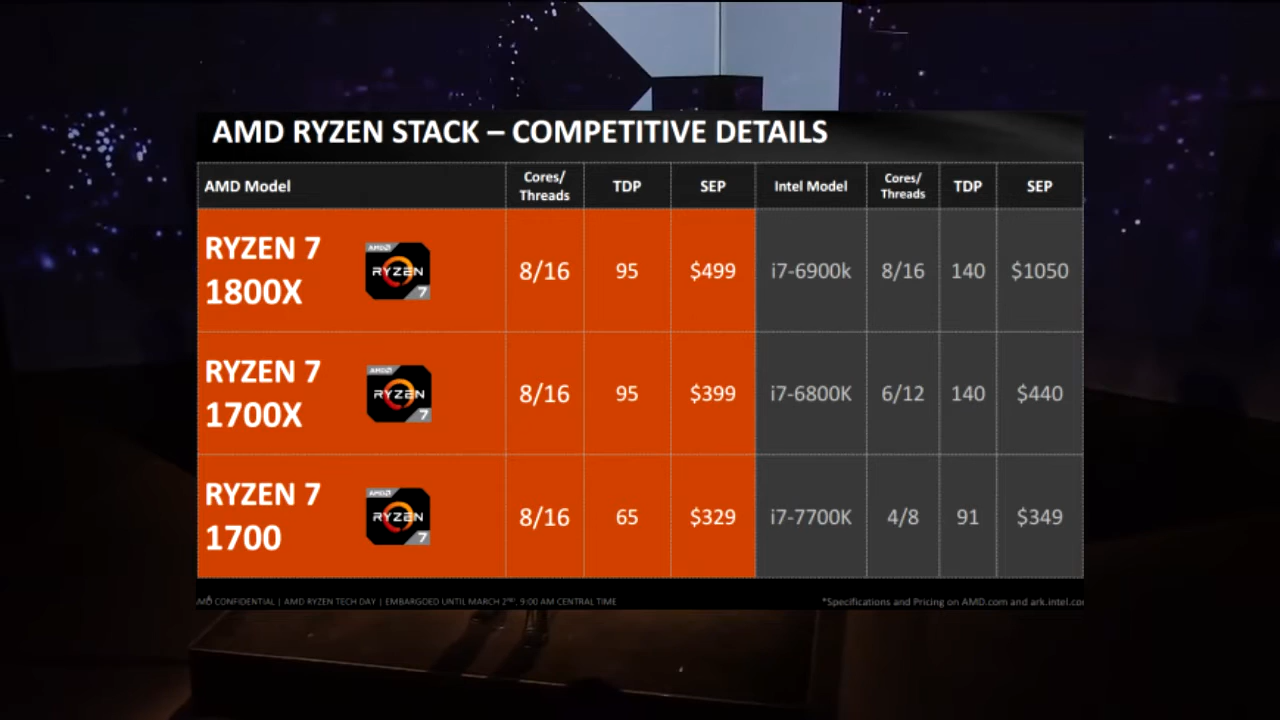 AMD RYZEN STACK – COMPETITIVE DETAILS
AMD Model
Cores/
Threads
TDP
SEP
Intel Model
Cores/
Threads
TDP
SEP
RYZEN 7
1800X
AMD
RYZEN
7
8/16
95
$499
i7-6900k
8/16
140
$1050
RYZEN 7
1700X
AMD
RYZEN
7
8/16
95
$399
i7-6800K
6/12
140
$440
RYZEN 7
1700
AMD
RYZEN
7
8/16
65
$329
i7-7700K
4/8
91
$349
AMD CONFIDENTIAL | AMD RYZEN TECH DAY | EMBARGOED UNTIL MARCH 2ND, 9:00 AM CENTRAL TIME
*Specifications and Pricing on AMD.com and ark.intel.co